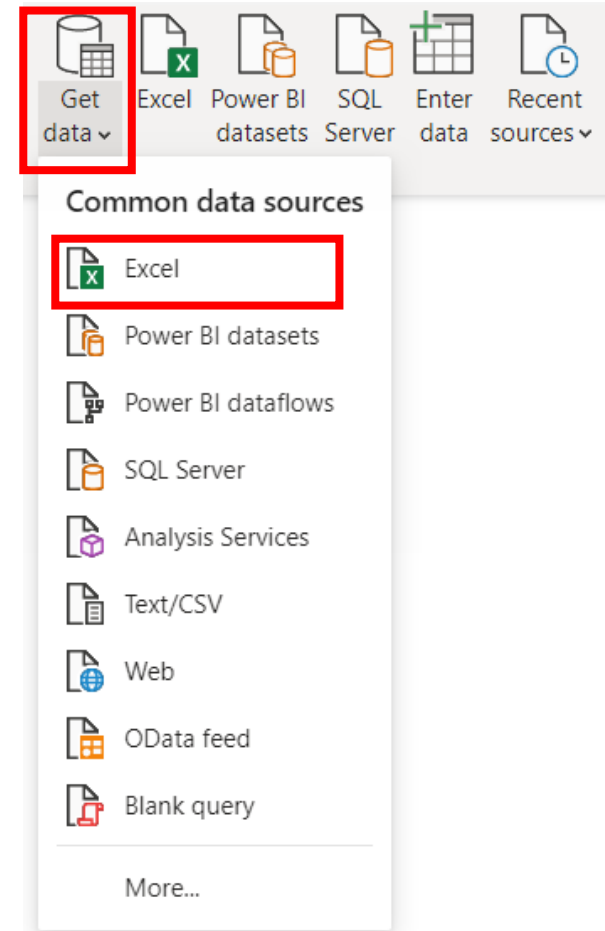 Get data
Excel
Power BI datasets
SQL Server
Enter data
Recent sources
Common data sources
Excel
Power BI datasets
Power BI dataflows
SQL Server
Analysis Services
Text/CSV
Web
OData feed
Blank query
More...